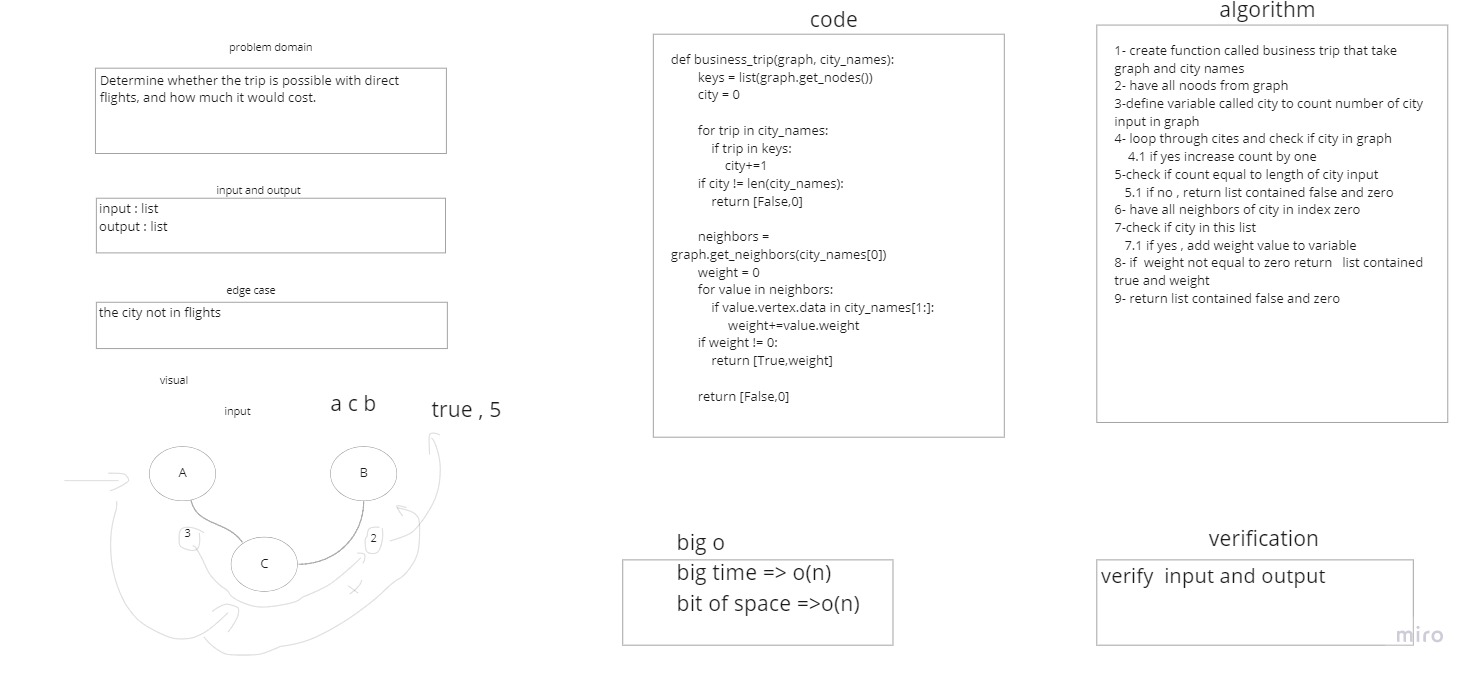 problem domain
Determine whether the trip is possible with direct
flights, and how much it would cost.
input and output
input : list
output : list
edge case
the city not in flights
visual
input
a c b
true , 5
A
B
3
2
C
code
def business_trip(graph, city_names):
keys = list(graph.get_nodes())
city = 0
for trip in city_names:
if trip in keys:
city+=1
if city != len(city_names):
return [False,0]
neighbors =
graph.get_neighbors(city_names[0])
weight = 0
for value in neighbors:
if value.vertex.data in city_names[1:]:
weight+=value.weight
if weight != 0:
return [True,weight]
return [False,0]
big o
big time => o(n)
bit of space =>o(n)
algorithm
1- create function called business trip that take
graph and city names
2- have all noods from graph
3-define variable called city to count number of city
input in graph
4- loop through cites and check if city in graph
4.1 if yes increase count by one
5-check if count equal to length of city input
5.1 if no , return list contained false and zero
6- have all neighbors of city in index zero
7-check if city in this list
7.1 if yes , add weight value to variable
8- if weight not equal to zero return list contained
true and weight
9- return list contained false and zero
verification
verify input and output
miro